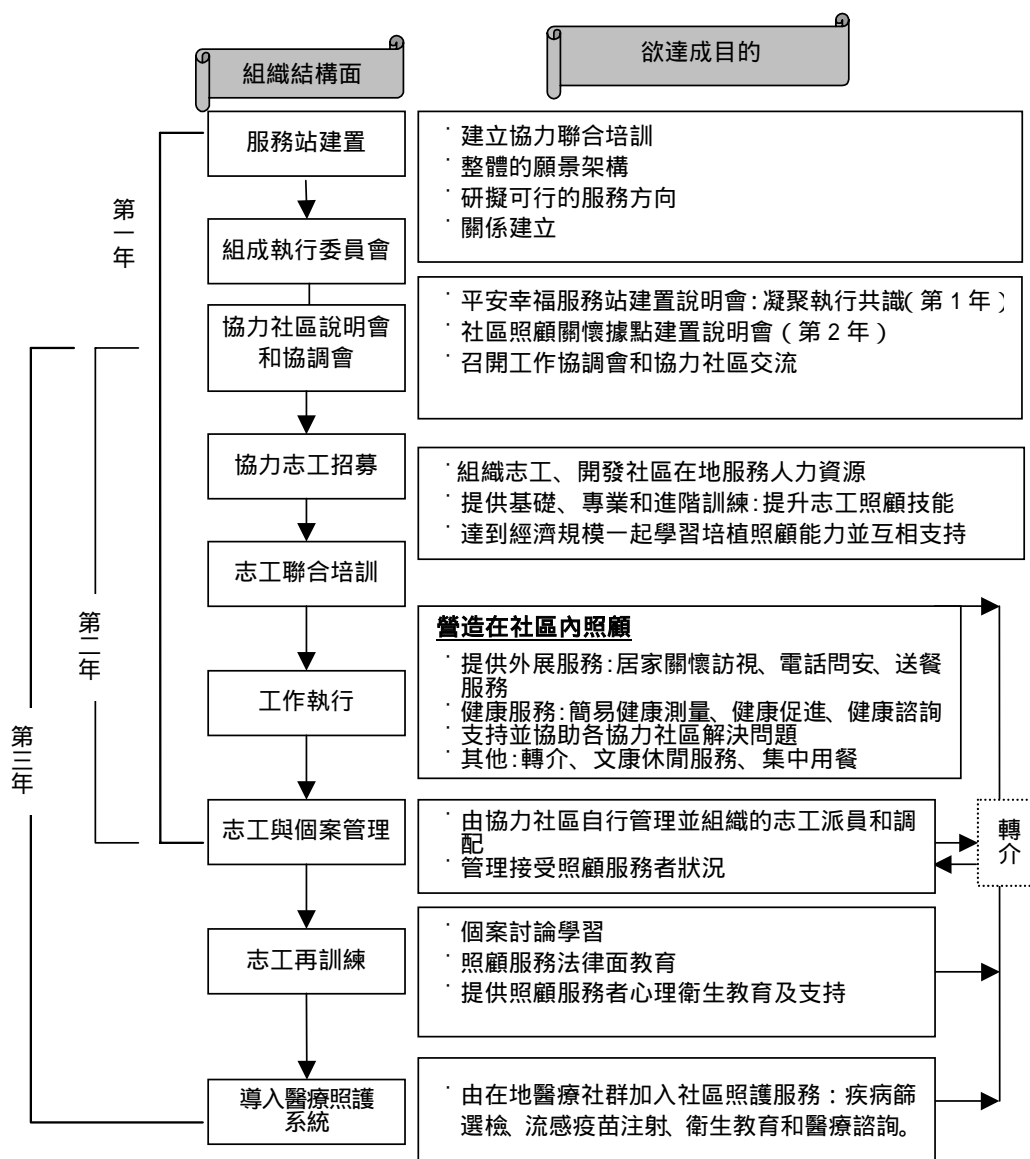 組織結構面
欲達成目的
第一年
第二年
第三年
服務站建置
˙建立協力聯合培訓
˙整體的願景架構
˙研擬可行的服務方向
˙關係建立
組成執行委員會
協力社區說明會
和協調會
˙平安幸福服務站建置說明會:凝聚執行共識(第1年)
˙社區照顧關懷據點建置說明會(第2年)
˙召開工作協調會和協力社區交流
協力志工招募
˙組織志工、開發社區在地服務人力資源
˙提供基礎、專業和進階訓練:提升志工照顧技能
˙達到經濟規模一起學習培植照顧能力並互相支持
志工聯合培訓
工作執行
營造在社區內照顧
˙提供外展服務:居家關懷訪視、電話問安、送餐
服務
˙健康服務:簡易健康測量、健康促進、健康諮詢
˙支持並協助各協力社區解決問題
˙其他:轉介、文康休閒服務、集中用餐
志工與個案管理
˙由協力社區自行管理並組織的志工派員和調
配
˙管理接受照顧服務者狀況
轉
介
志工再訓練
˙個案討論學習
˙照顧服務法律面教育
˙提供照顧服務者心理衛生教育及支持
導入醫療照護
系統
˙由在地醫療社群加入社區照護服務：疾病篩
選檢、流感疫苗注射、衛生教育和醫療諮詢。